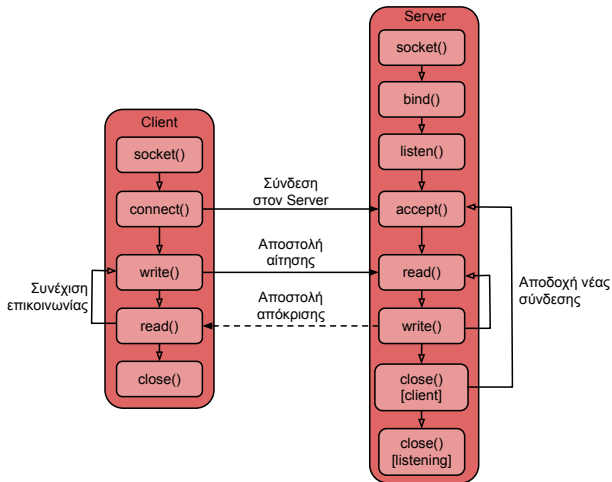 Server
socket()
bind()
listen()
accept()
read()
write()
close()
[client]
close()
[listening]
Client
socket()
connect()
write()
read()
close()
Σύνδεση
στον Server
Αποστολή
αίτησης
Αποστολή
απόκρισης
Συνέχιση
επικοινωνίας
Αποδοχή νέας
σύνδεσης